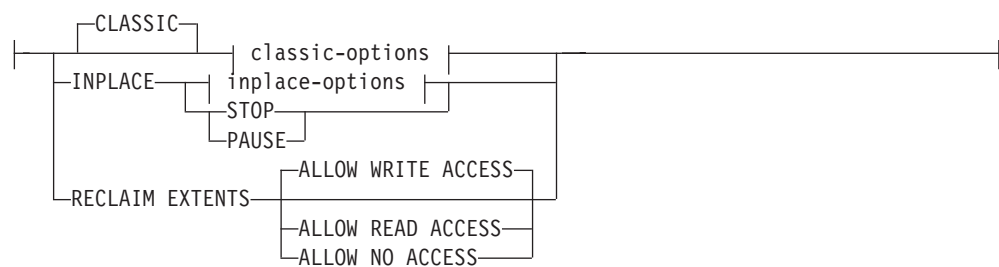 CLASSIC
classic-options
INPLACE inplace-options
STOP
PAUSE
ALLOW WRITE ACCESS
RECLAIM EXTENTS
ALLOW READ ACCESS
ALLOW NO ACCESS